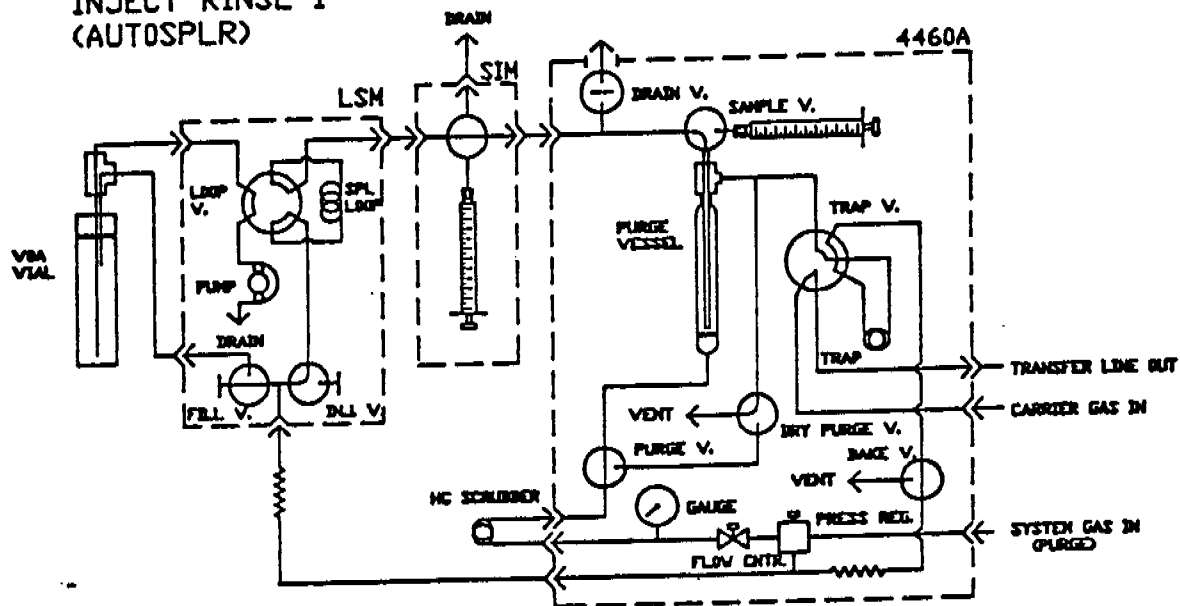 INJECT RINSE 1
(AUTOSPLR)
DRAIN
4460A
SIM
LSM
DRAIN V.
SAMPLE V.
LOOP
V.
SPL
LOOP
TRAP V.
PURGE
VESSEL
VOA
VIAL
PUMP
DRAIN
TRAP
TRANSFER LINE OUT
FILL V.
INLI V.
VENT
CARRIER GAS IN
DRY PURGE V.
PURGE V.
BAKE V.
VENT
HC SCRUBBER
GAUGE
PRESS REG.
SYSTEM GAS IN
(PURGE)
FLOW CNTR.